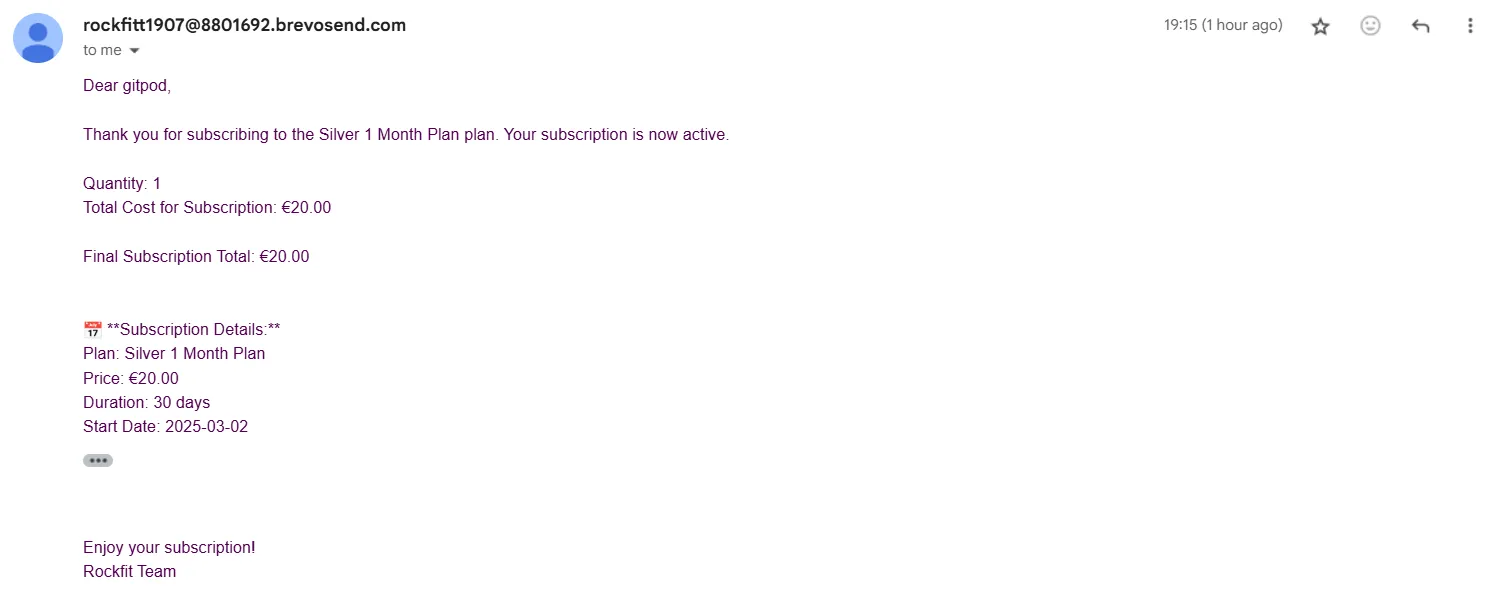 rockfitt1907@8801692.brevosend.com
19:15 (1 hour ago)
to me
Dear gitpod,
Thank you for subscribing to the Silver 1 Month Plan plan. Your subscription is now active.
Quantity: 1
Total Cost for Subscription: €20.00
Final Subscription Total: €20.00
📅 **Subscription Details:**
Plan: Silver 1 Month Plan
Price: €20.00
Duration: 30 days
Start Date: 2025-03-02
Enjoy your subscription!
Rockfit Team